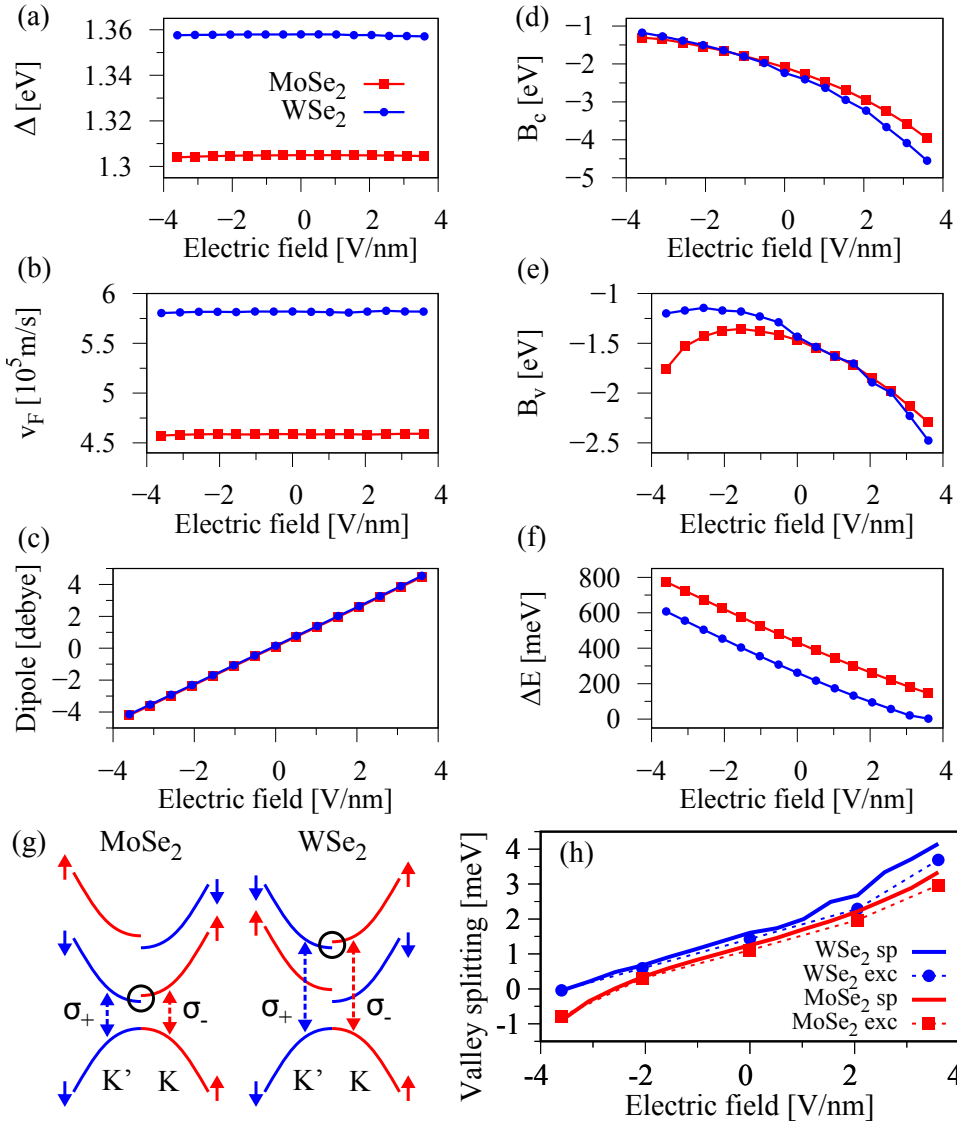 (a)
Δ [eV]
1.36
1.34
1.32
1.3
MoSe₂
WSe₂
−4 −2 0 2 4
Electric field [V/nm]
(b)
v_F [10⁵m/s]
6
5.5
5
4.5
−4 −2 0 2 4
Electric field [V/nm]
(c)
Dipole [debye]
4
2
0
−2
−4
−4 −2 0 2 4
Electric field [V/nm]
(d)
B_c [eV]
−1
−2
−3
−4
−5
−4 −2 0 2 4
Electric field [V/nm]
(e)
B_v [eV]
−1
−1.5
−2
−2.5
−4 −2 0 2 4
Electric field [V/nm]
(f)
ΔE [meV]
800
600
400
200
0
−4 −2 0 2 4
Electric field [V/nm]
(g)
MoSe₂ WSe₂
σ₊ σ₋ σ₊ σ₋
K’ K K’ K
(h)
Valley splitting [meV]
4
3
2
1
0
-1
WSe₂ sp
WSe₂ exc
MoSe₂ sp
MoSe₂ exc
-4 -2 0 2 4
Electric field [V/nm]